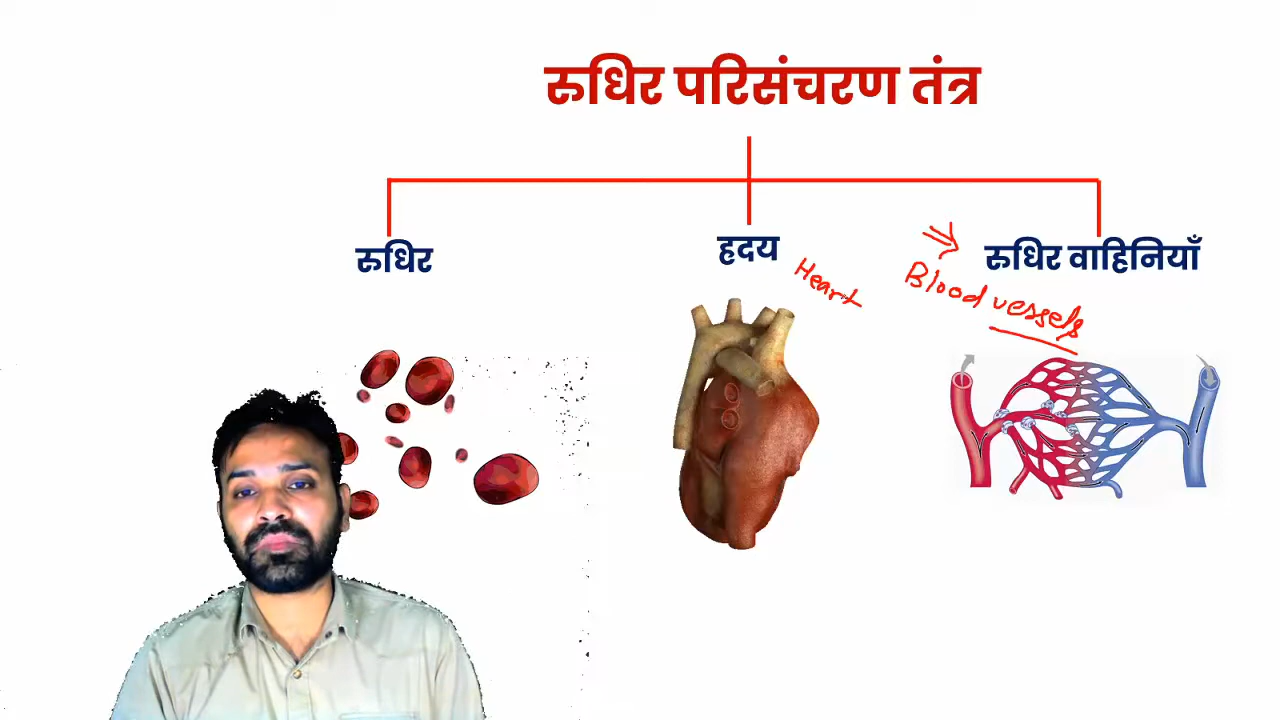 रुधिर परिसंचरण तंत्र
रुधिर
हृदय
रुधिर वाहिनियाँ
Heart
Blood vessels